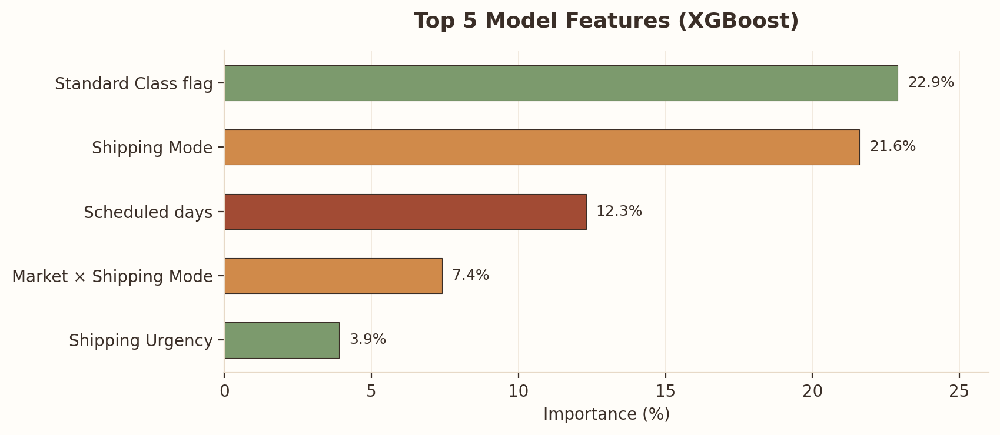 Top 5 Model Features (XGBoost)
Standard Class flag
22.9%
Shipping Mode
21.6%
Scheduled days
12.3%
Market × Shipping Mode
7.4%
Shipping Urgency
3.9%
0 5 10 15 20 25
Importance (%)